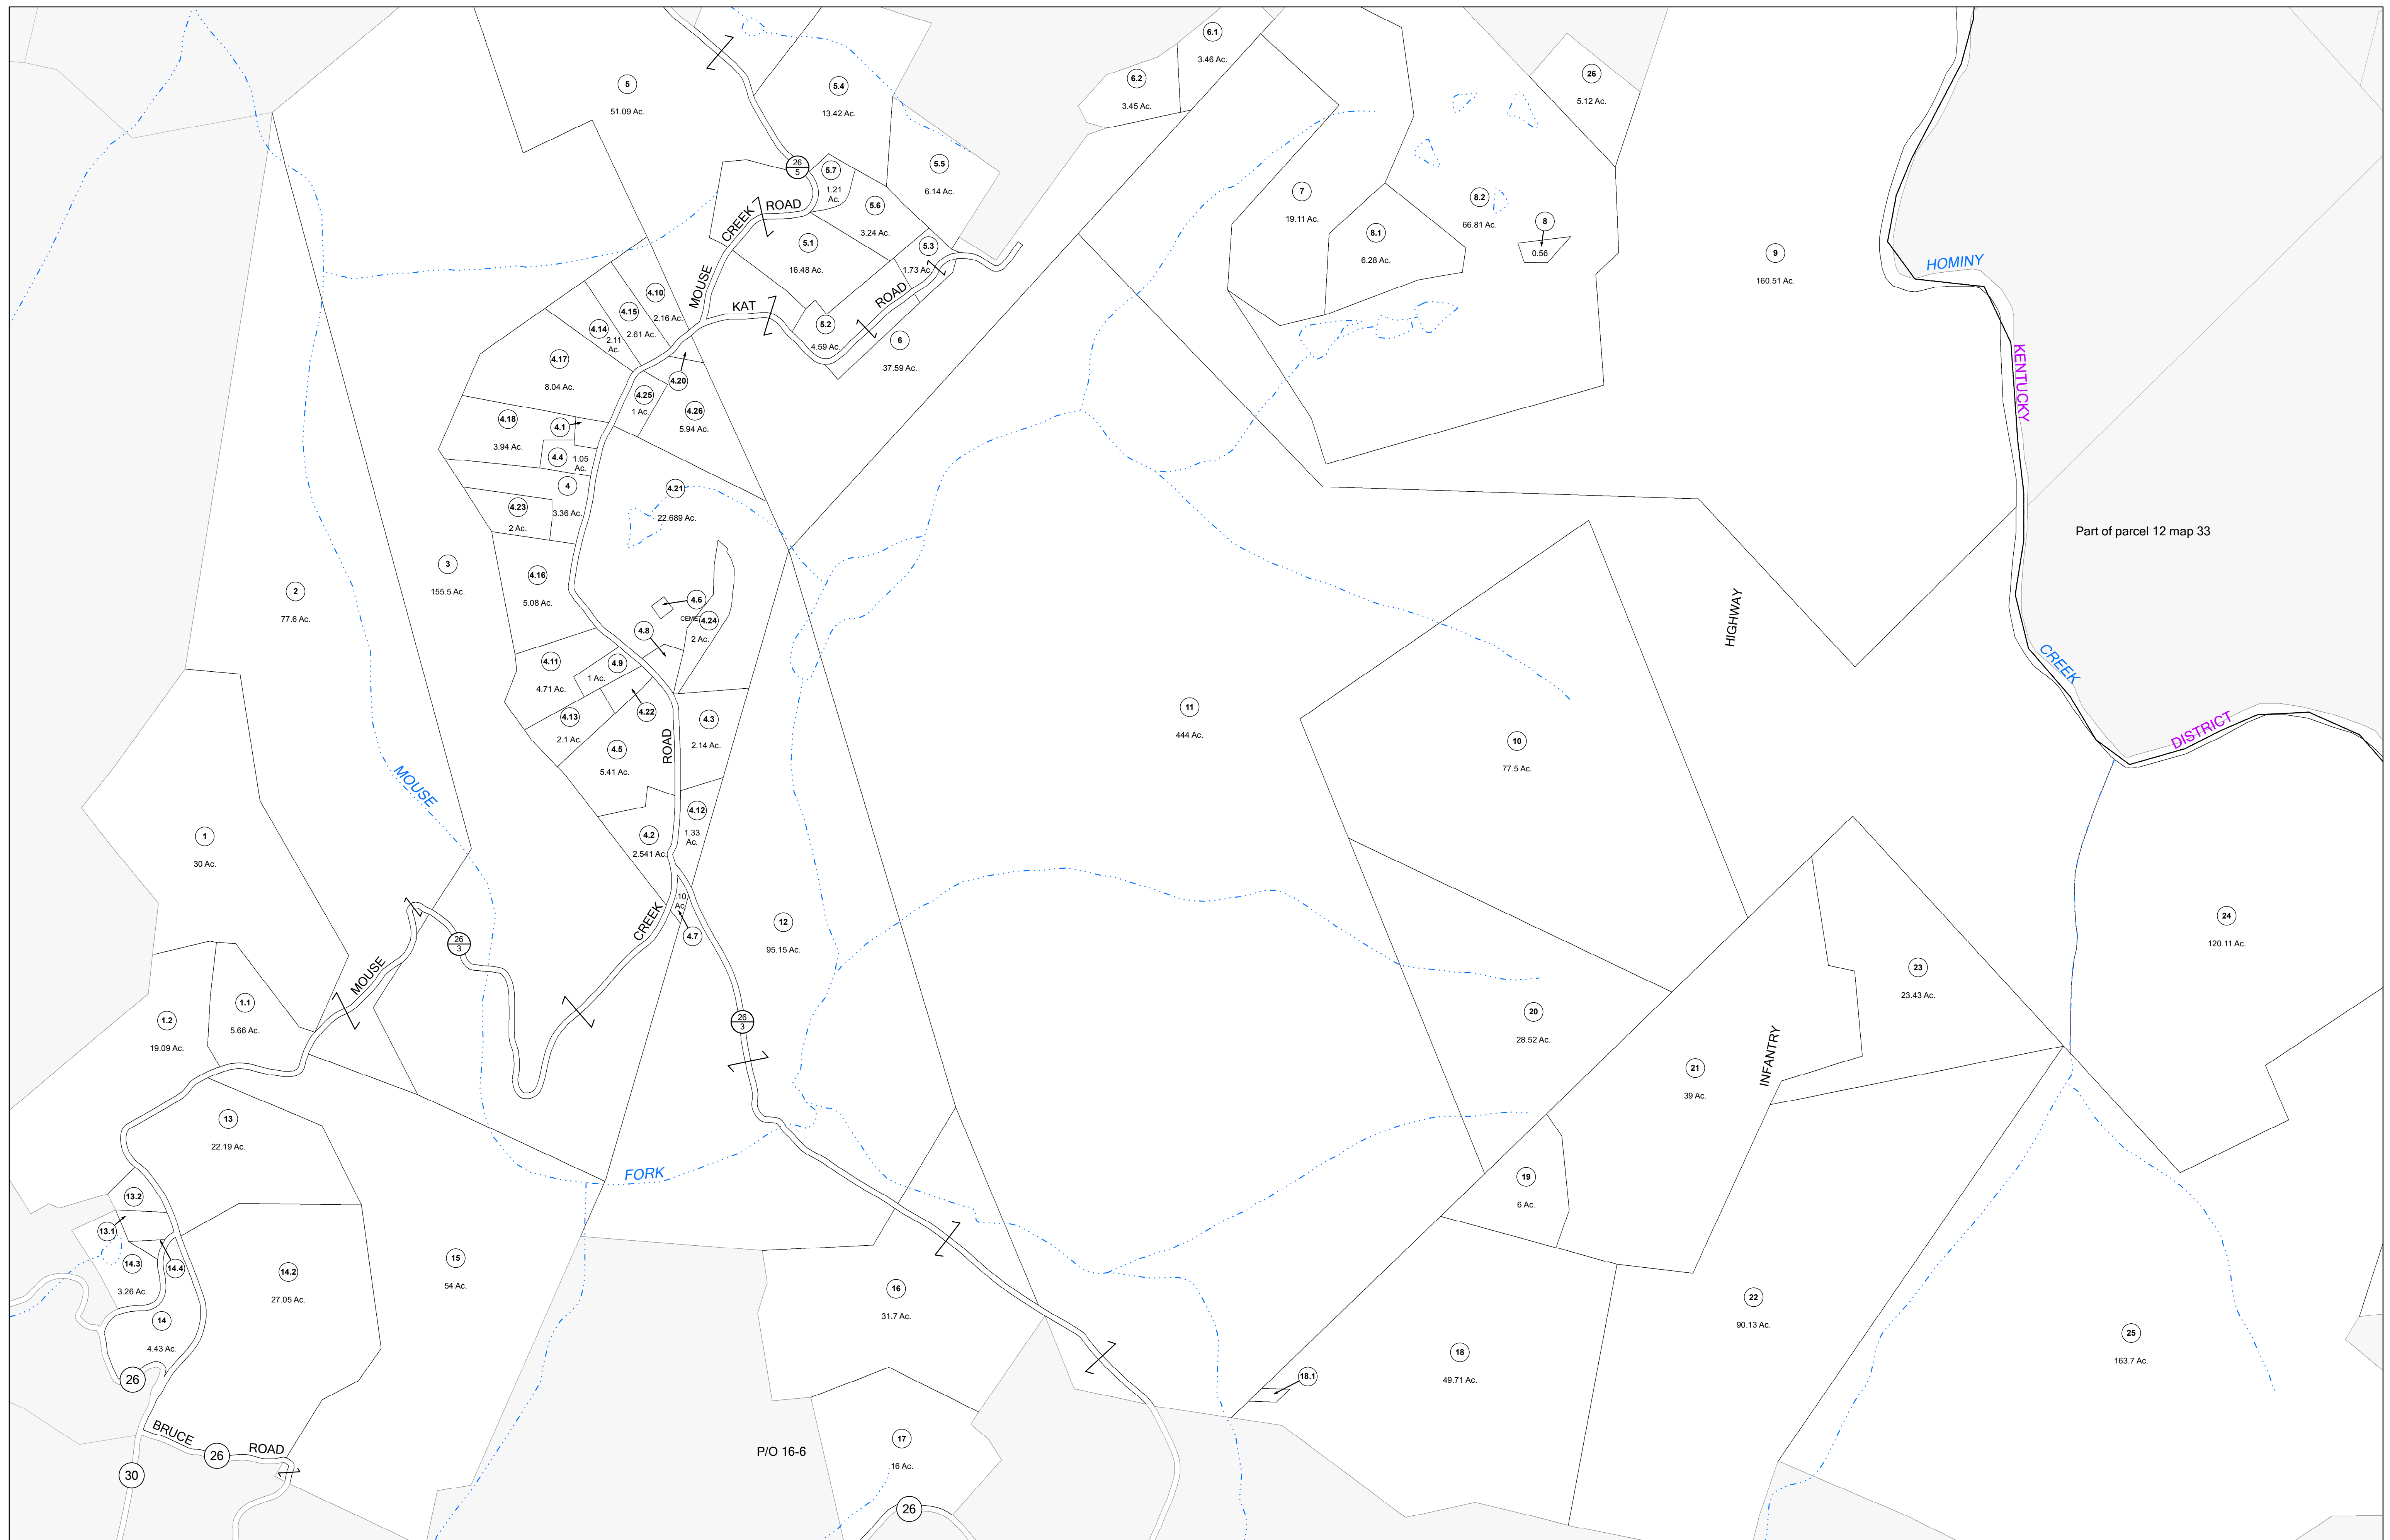 6.1
3.46 Ac.
26
5.12 Ac.
6.2
3.45 Ac.
5
51.09 Ac.
5.4
13.42 Ac.
26
5
5.7
1.21
Ac.
5.5
6.14 Ac.
7
19.11 Ac.
8.2
66.81 Ac.
8
0.56
8.1
6.28 Ac.
9
160.51 Ac.
5.6
3.24 Ac.
5.1
16.48 Ac.
5.3
1.73 Ac.
MOUSE CREEK ROAD
KAT ROAD
5.2
4.59 Ac.
6
37.59 Ac.
HOMINY
CREEK
KENTUCKY
DISTRICT
Part of parcel 12 map 33
4.10
2.16 Ac.
4.15
2.61 Ac.
4.14
2.11
Ac.
4.17
8.04 Ac.
4.20
4.25
1 Ac.
4.26
5.94 Ac.
4.18
3.94 Ac.
4.1
4.4
1.05
Ac.
4
3.36 Ac.
4.23
2 Ac.
4.21
22.689 Ac.
3
155.5 Ac.
2
77.6 Ac.
4.16
5.08 Ac.
4.6
CEME
4.24
2 Ac.
4.8
4.9
1 Ac.
4.11
4.71 Ac.
4.22
4.13
2.1 Ac.
4.3
2.14 Ac.
4.5
5.41 Ac.
ROAD
11
444 Ac.
10
77.5 Ac.
HIGHWAY
MOUSE
4.12
1.33
Ac.
4.2
2.541 Ac.
1
30 Ac.
10
Ac.
4.7
CREEK
12
95.15 Ac.
26
3
MOUSE
24
120.11 Ac.
23
23.43 Ac.
1.1
5.66 Ac.
1.2
19.09 Ac.
26
3
20
28.52 Ac.
21
39 Ac.
INFANTRY
13
22.19 Ac.
FORK
19
6 Ac.
13.2
13.1
14.3
3.26 Ac.
14.4
14.2
27.05 Ac.
15
54 Ac.
16
31.7 Ac.
22
90.13 Ac.
25
163.7 Ac.
14
4.43 Ac.
26
18
49.71 Ac.
18.1
BRUCE
26
ROAD
30
P/O 16-6
17
.16 Ac.
26